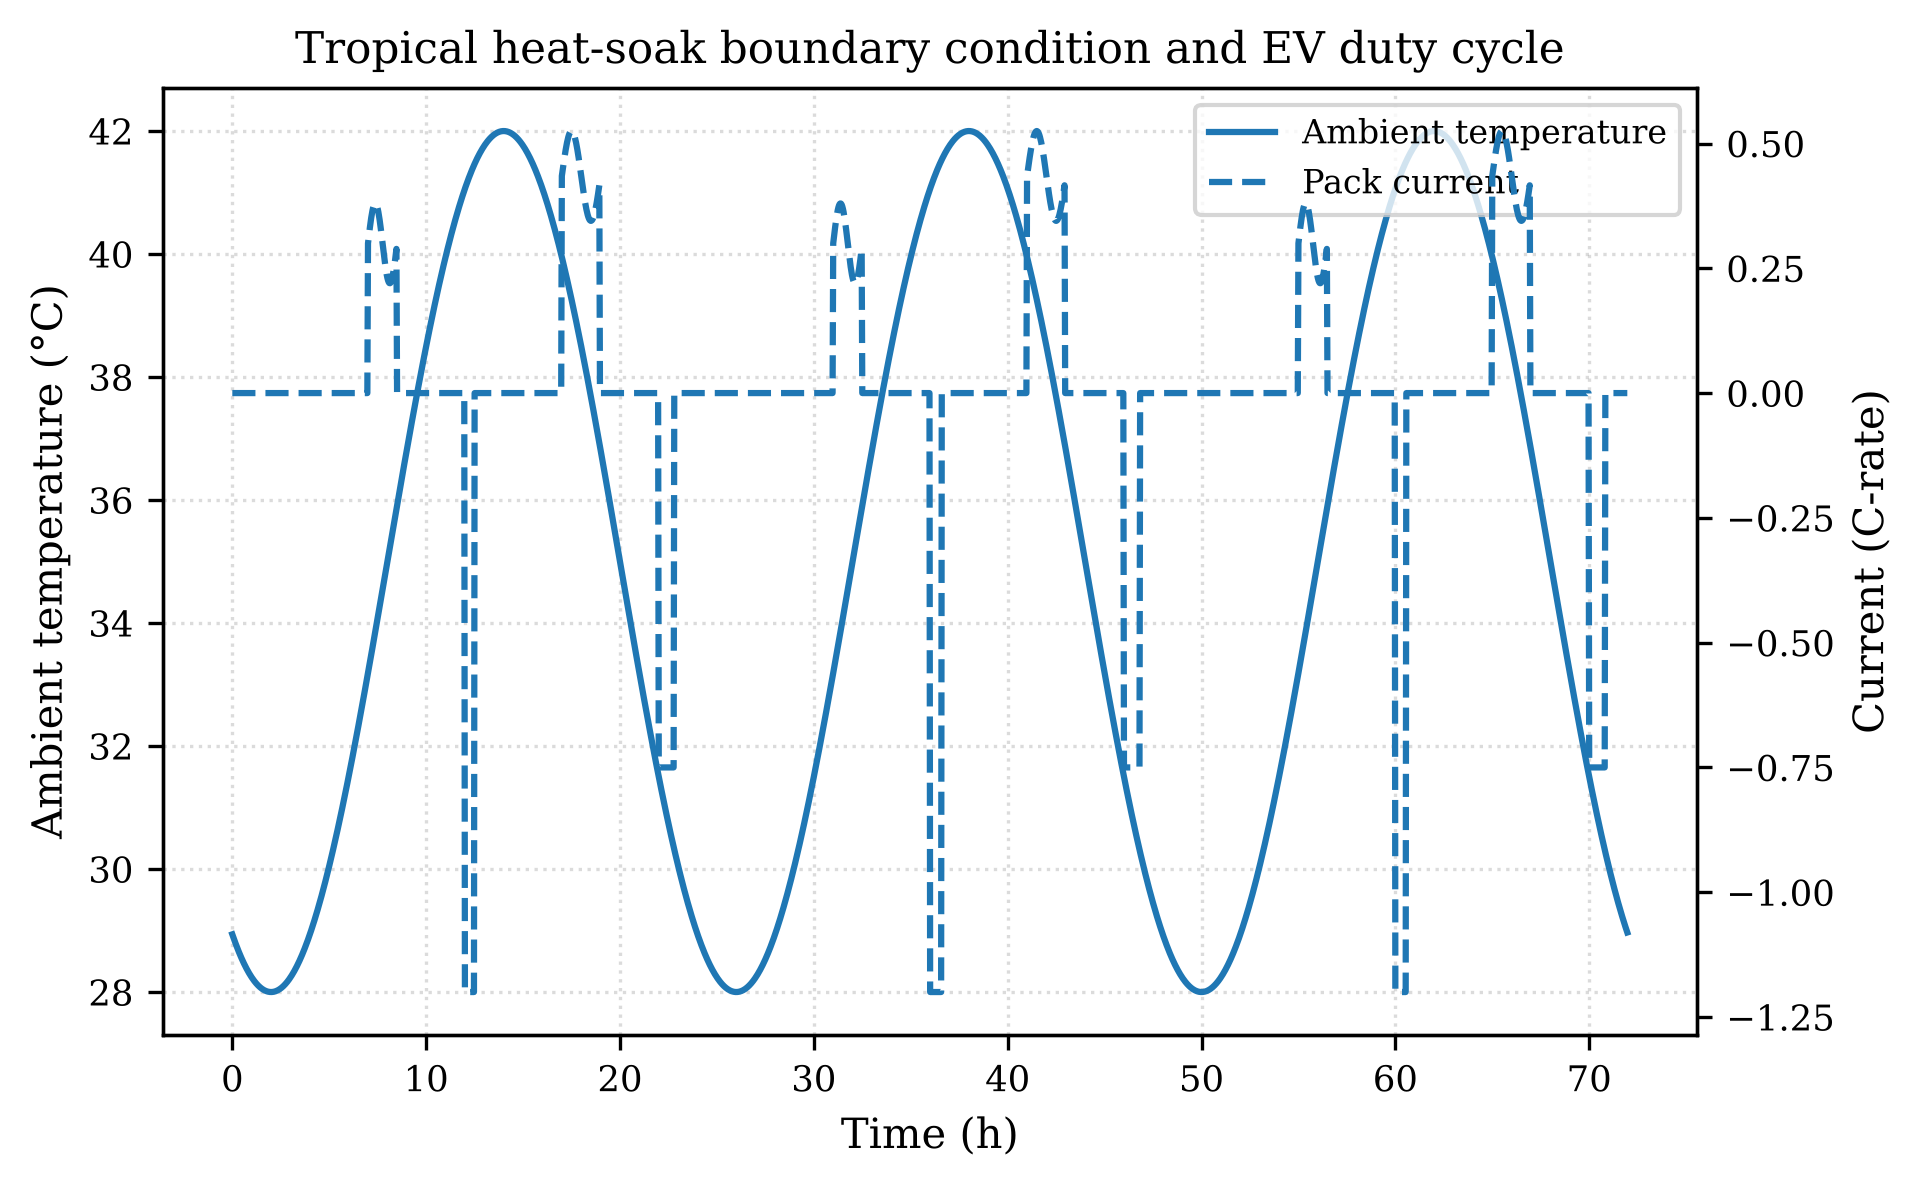 Tropical heat-soak boundary condition and EV duty cycle
Ambient temperature
Pack current
42
40
38
36
34
32
30
28
Ambient temperature (°C)
0.50
0.25
0.00
−0.25
−0.50
−0.75
−1.00
−1.25
Current (C-rate)
0 10 20 30 40 50 60 70
Time (h)